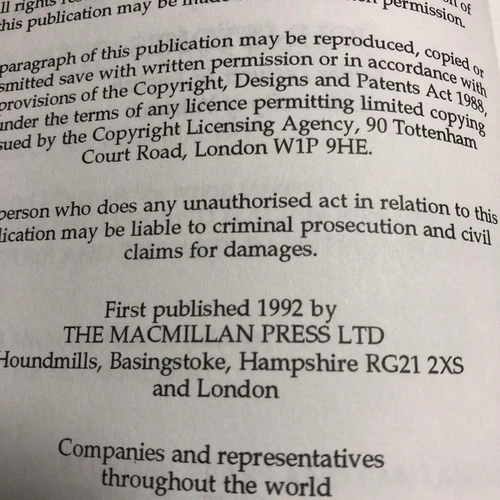 ll rights
this publication may be made permission.
paragraph of this publication may be reproduced, copied or
smitted save with written permission or in accordance with
provisions of the Copyright, Designs and Patents Act 1988,
under the terms of any licence permitting limited copying
sued by the Copyright Licensing Agency, 90 Tottenham
Court Road, London W1P 9HE.
person who does any unauthorised act in relation to this
lication may be liable to criminal prosecution and civil
claims for damages.
First published 1992 by
THE MACMILLAN PRESS LTD
Houndmills, Basingstoke, Hampshire RG21 2XS
and London
Companies and representatives
throughout the world